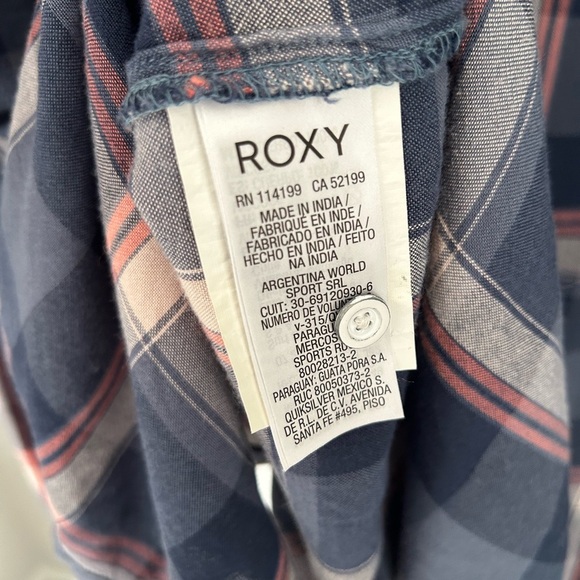 ROXY
RN 114199 CA 52199
MADE IN INDIA /
FABRIQUÉ EN INDE /
FABRICADO EN INDIA /
HECHO EN INDIA / FEITO
NA ÍNDIA
ARGENTINA WORLD
SPORT SRL
CUIT: 30-69120930-6
NUMERO DE
v-315/
MERCOS
SPORTS
80028213-2
PARAGUAY: GUATA PORA S.A.
RUC 80050373-2
QUIKSILVER MEXICO S.
DE R.L. DE C.V. AVENIDA
SANTA FE #495, PISO